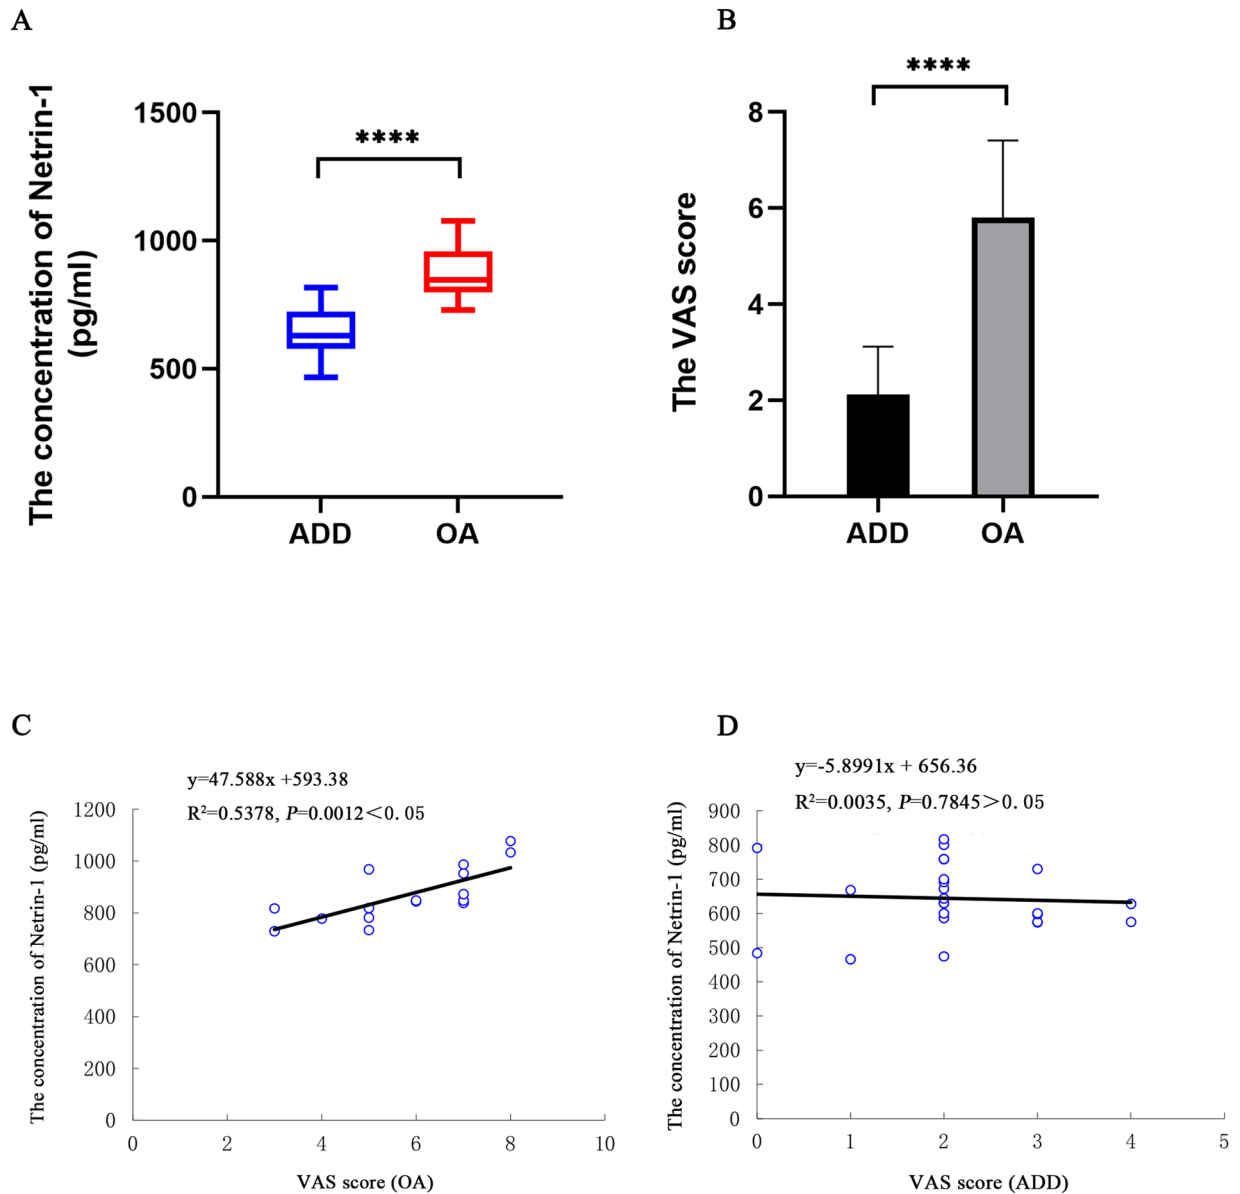 A
The concentration of Netrin-1
(pg/ml)
1500
1000
500
0
****
ADD
OA
B
The VAS score
8
6
4
2
0
****
ADD
OA
C
y=47.588x +593.38
R²=0.5378, P=0.0012＜0.05
The concentration of Netrin-1 (pg/ml)
1200
1000
800
600
400
200
0
0 2 4 6 8 10
VAS score (OA)
D
y=-5.8991x + 656.36
R²=0.0035, P=0.7845＞0.05
The concentration of Netrin-1 (pg/ml)
900
800
700
600
500
400
300
200
100
0
0 1 2 3 4 5
VAS score (ADD)